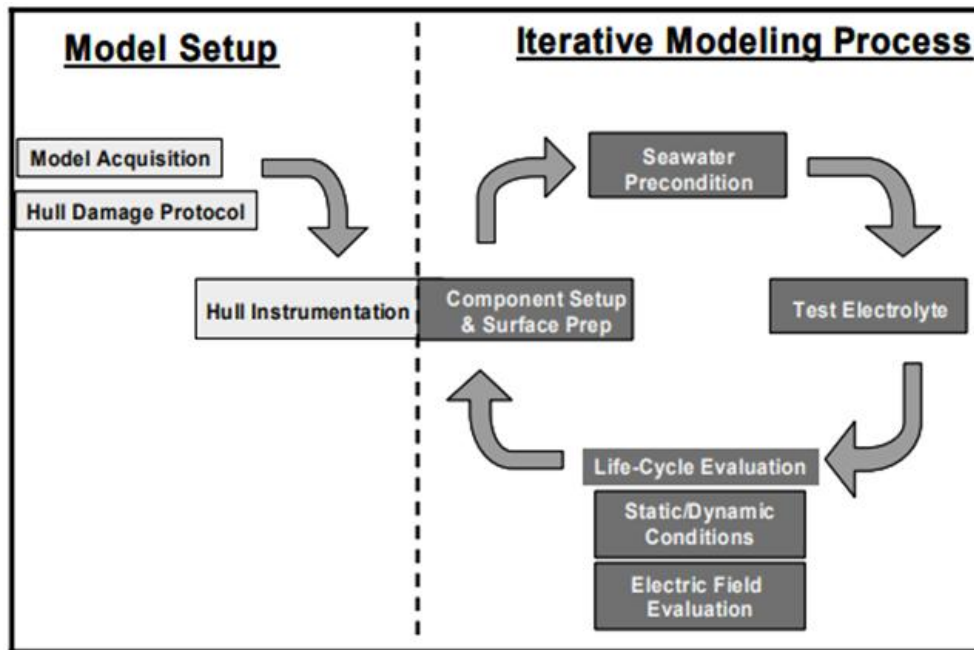 Model Setup
Iterative Modeling Process
Model Acquisition
Hull Damage Protocol
Hull Instrumentation
Component Setup
& Surface Prep
Seawater
Precondition
Test Electrolyte
Life-Cycle Evaluation
Static/Dynamic
Conditions
Electric Field
Evaluation